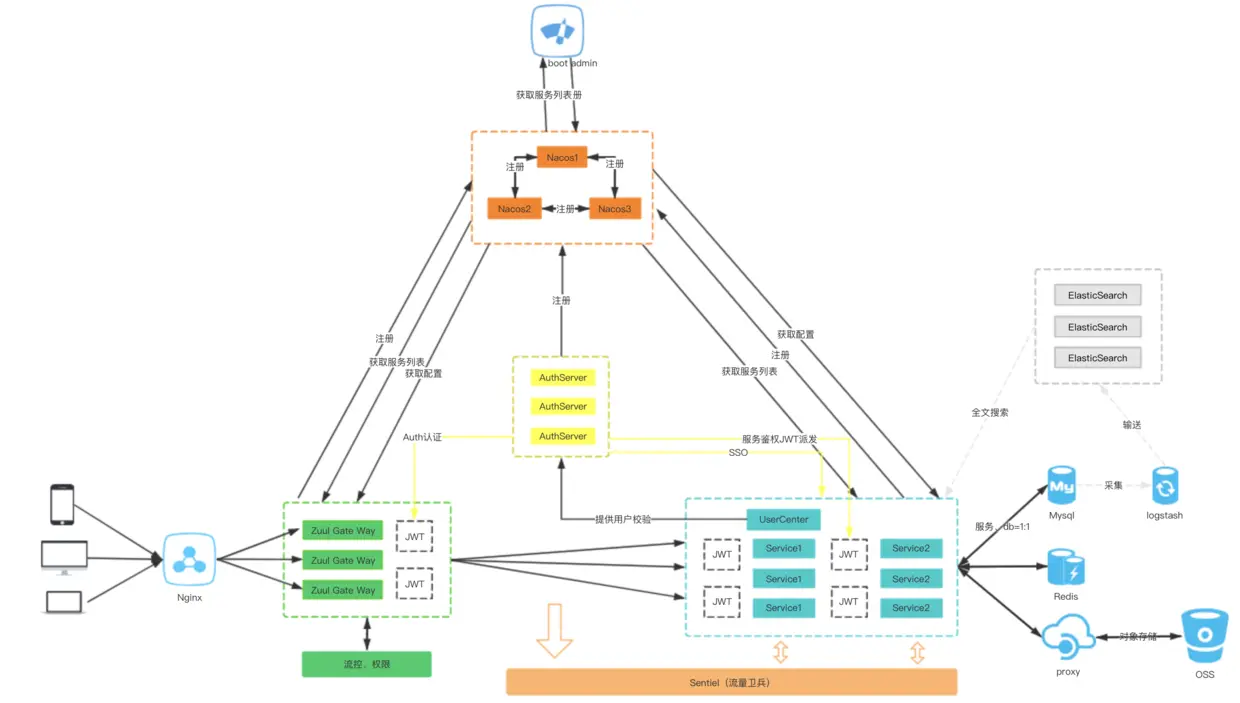 boot admin
获取服务列表册
Nacos1
注册
注册
Nacos2
注册
Nacos3
注册
注册
获取服务列表
获取配置
获取配置
注册
获取服务列表
ElasticSearch
ElasticSearch
ElasticSearch
AuthServer
AuthServer
AuthServer
全文搜索
输送
Auth认证
服务鉴权JWT派发
SSO
Zuul Gate Way
Zuul Gate Way
Zuul Gate Way
JWT
JWT
Nginx
提供用户校验
UserCenter
JWT
JWT
Service1
Service1
Service1
JWT
JWT
Service2
Service2
Service2
服务、db=1:1
My
Mysql
采集
logstash
Redis
对象存储
proxy
OSS
流控、权限
Sentiel（流量卫兵）